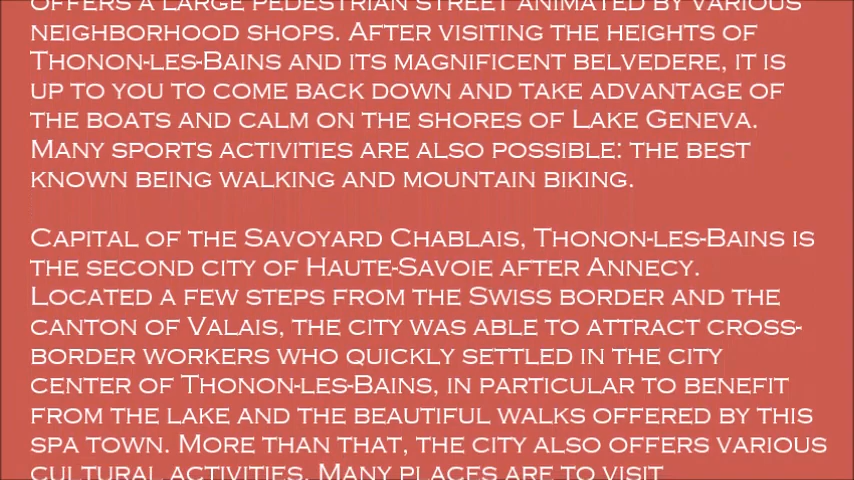 OFFERS A LARGE PEDESTRIAN STREET ANIMATED BY VARIOUS
NEIGHBORHOOD SHOPS. AFTER VISITING THE HEIGHTS OF
THONON-LES-BAINS AND ITS MAGNIFICENT BELVEDERE, IT IS
UP TO YOU TO COME BACK DOWN AND TAKE ADVANTAGE OF
THE BOATS AND CALM ON THE SHORES OF LAKE GENEVA.
MANY SPORTS ACTIVITIES ARE ALSO POSSIBLE: THE BEST
KNOWN BEING WALKING AND MOUNTAIN BIKING.
CAPITAL OF THE SAVOYARD CHABLAIS, THONON-LES-BAINS IS
THE SECOND CITY OF HAUTE-SAVOIE AFTER ANNECY.
LOCATED A FEW STEPS FROM THE SWISS BORDER AND THE
CANTON OF VALAIS, THE CITY WAS ABLE TO ATTRACT CROSS-
BORDER WORKERS WHO QUICKLY SETTLED IN THE CITY
CENTER OF THONON-LES-BAINS, IN PARTICULAR TO BENEFIT
FROM THE LAKE AND THE BEAUTIFUL WALKS OFFERED BY THIS
SPA TOWN. MORE THAN THAT, THE CITY ALSO OFFERS VARIOUS
CULTURAL ACTIVITIES. MANY PLACES ARE TO VISIT